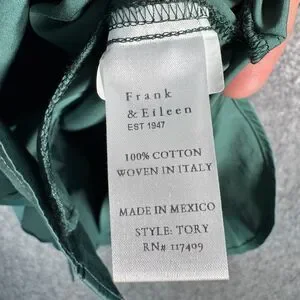 Frank
& Eileen
EST 1947
100% COTTON
WOVEN IN ITALY
MADE IN MEXICO
STYLE: TORY
RN# 117409